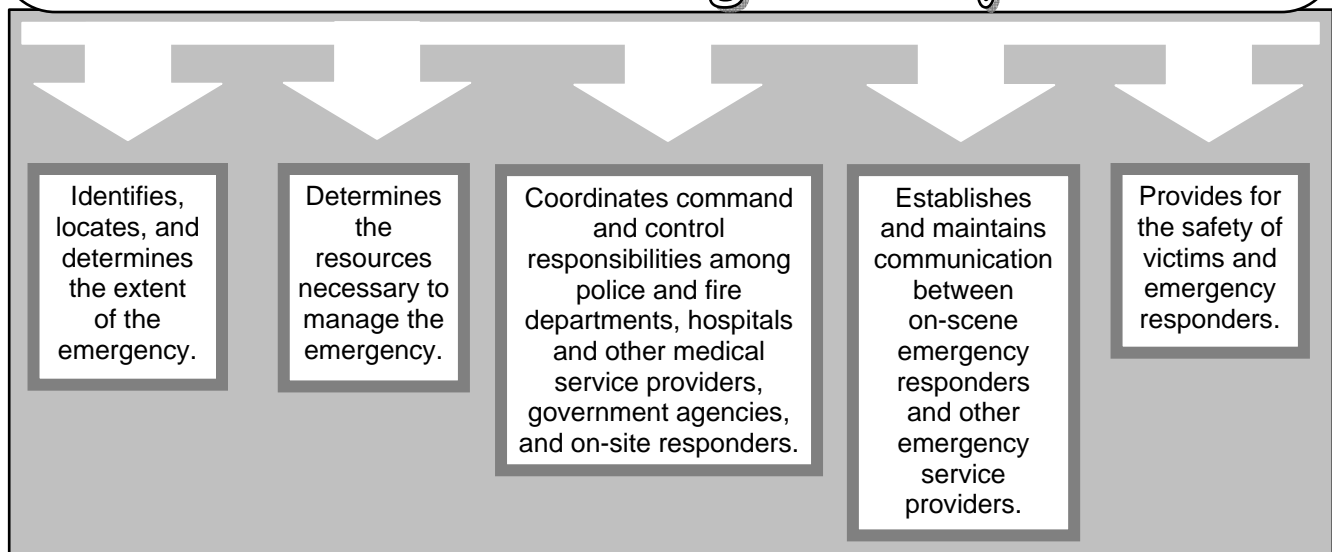 Identifies,
locates, and
determines
the extent
of the
emergency.
Determines
the
resources
necessary to
manage the
emergency.
Coordinates command
and control
responsibilities among
police and fire
departments, hospitals
and other medical
service providers,
government agencies,
and on-site responders.
Establishes
and maintains
communication
between
on-scene
emergency
responders
and other
emergency
service
providers.
Provides for
the safety of
victims and
emergency
responders.